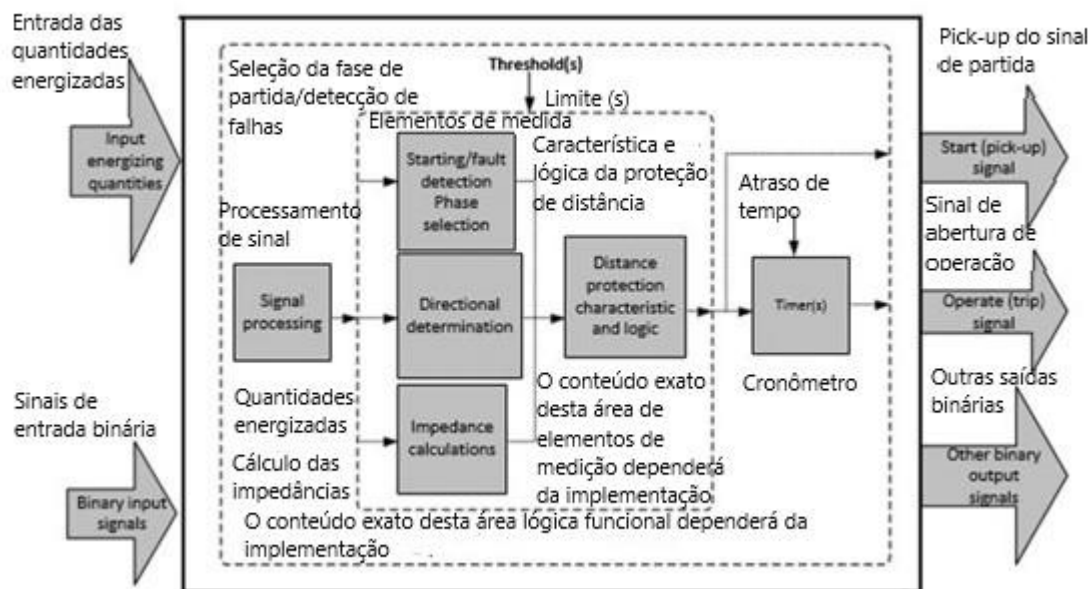 Entrada das
quantidades
energizadas
Input
energizing
quantities
Sinais de
entrada binária
Binary input
signals
Seleção da fase de
partida/detecção de
falhas
Threshold(s)
Limite (s)
Elementos de medida
Starting/fault
detection
Phase
selection
Característica e
lógica da proteção
de distância
Processamento
de sinal
Signal
processing
Directional
determination
Distance
protection
characteristic
and logic
Atraso de
tempo
Timer(s)
Cronômetro
Quantidades
energizadas
Cálculo das
impedâncias
Impedance
calculations
O conteúdo exato
desta área de
elementos de
medição dependerá
da implementação
O conteúdo exato desta área lógica funcional dependerá da
implementação
Pick-up do sinal
de partida
Start (pick-up)
signal
Sinal de
abertura de
operação
Operate (trip)
signal
Outras saídas
binárias
Other binary
output
signals